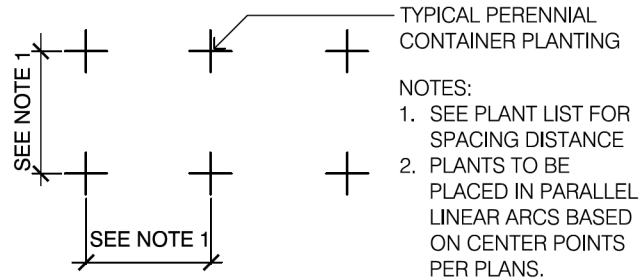 TYPICAL PERENNIAL
CONTAINER PLANTING
SEE NOTE 1
SEE NOTE 1
NOTES:
1. SEE PLANT LIST FOR
SPACING DISTANCE
2. PLANTS TO BE
PLACED IN PARALLEL
LINEAR ARCS BASED
ON CENTER POINTS
PER PLANS.